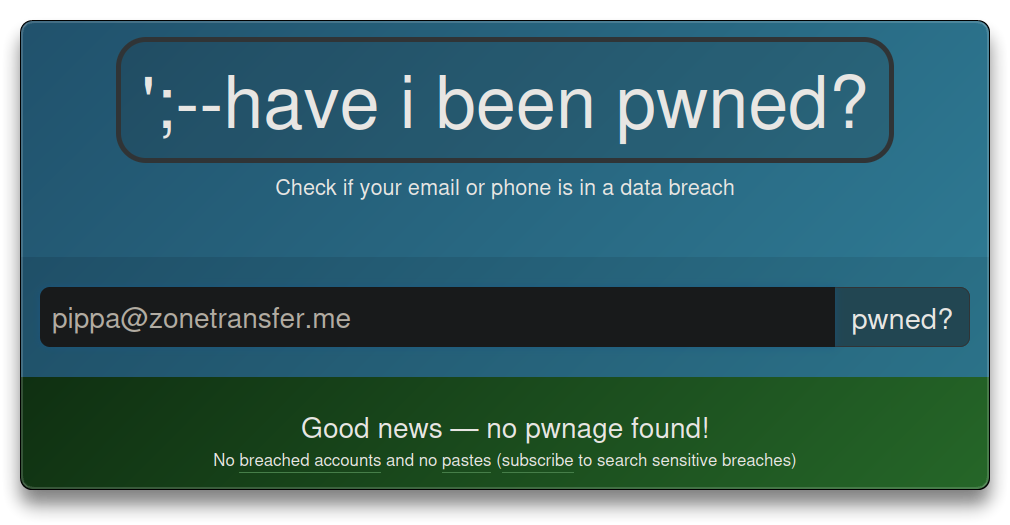 ';--have i been pwned?
Check if your email or phone is in a data breach
pippa@zonetransfer.me
pwned?
Good news — no pwnage found!
No breached accounts and no pastes (subscribe to search sensitive breaches)